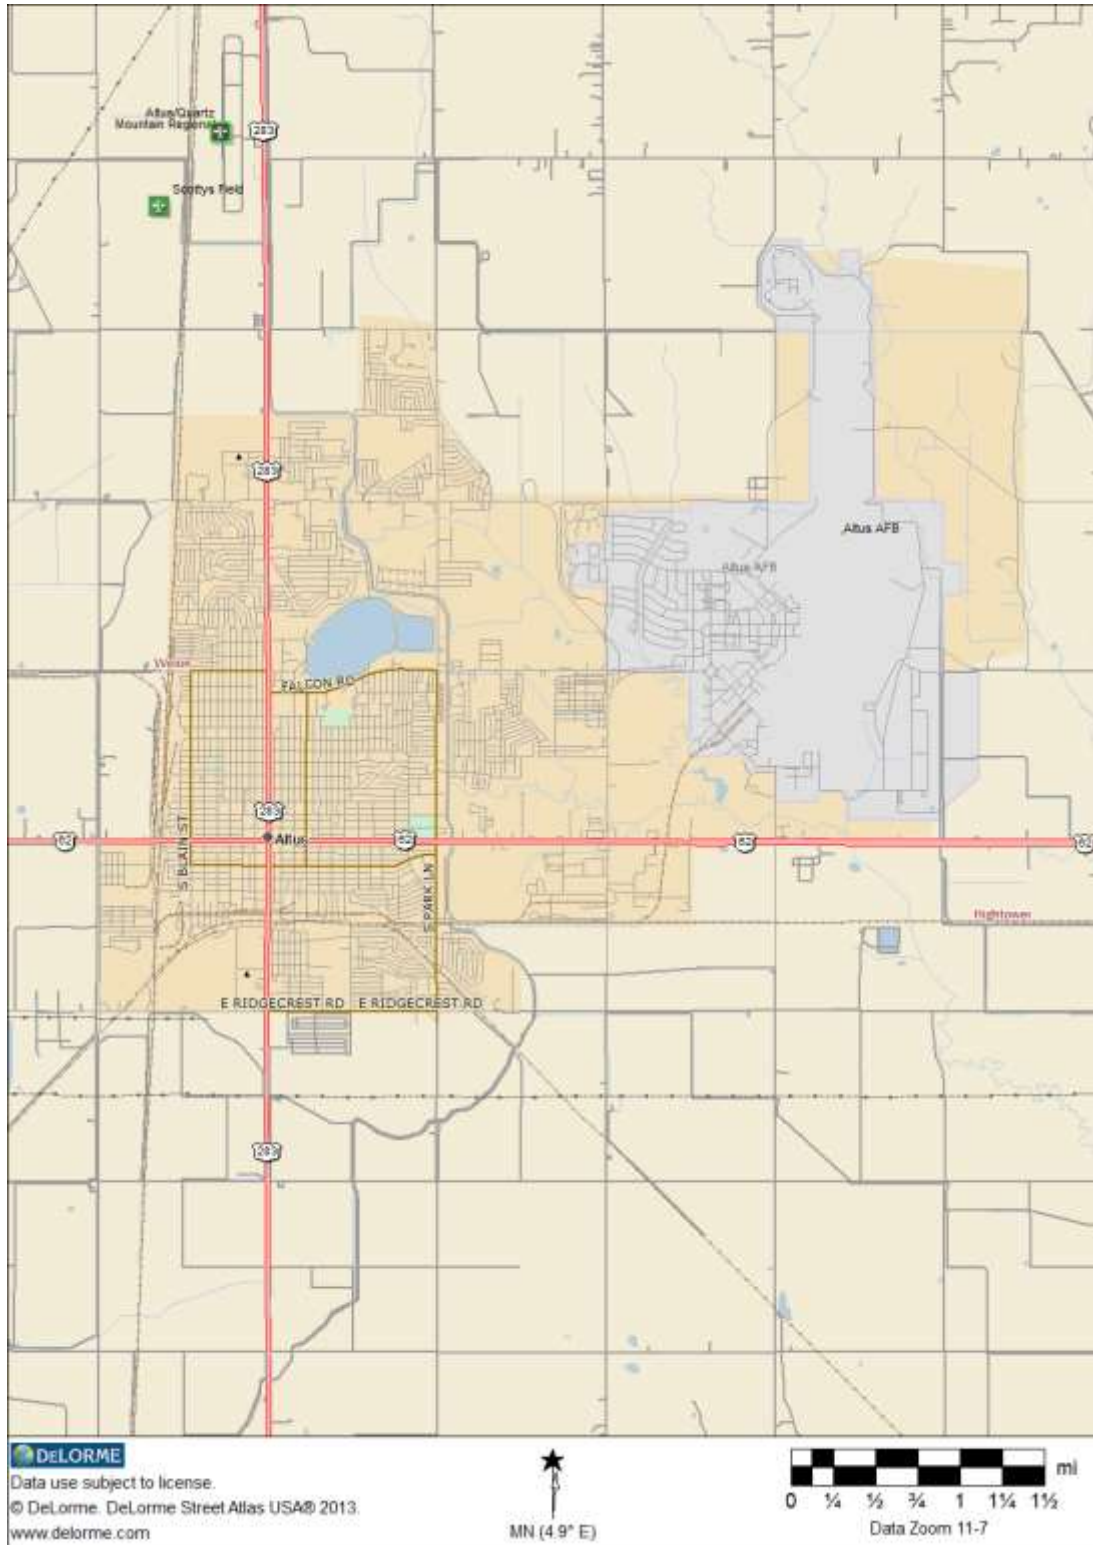 Altus/Quartz
Mountain Regional
283
Scottys Field
283
Altus AFB
Altus AFB
FALCON RD
283
62
Altus
62
62
62
S BLAIN ST
S PARK LN
Hightower
E RIDGECREST RD
E RIDGECREST RD
283
DELORME
Data use subject to license.
© DeLorme. DeLorme Street Atlas USA® 2013.
www.delorme.com
MN (4.9° E)
mi
0 ¼ ½ ¾ 1 1¼ 1½
Data Zoom 11-7